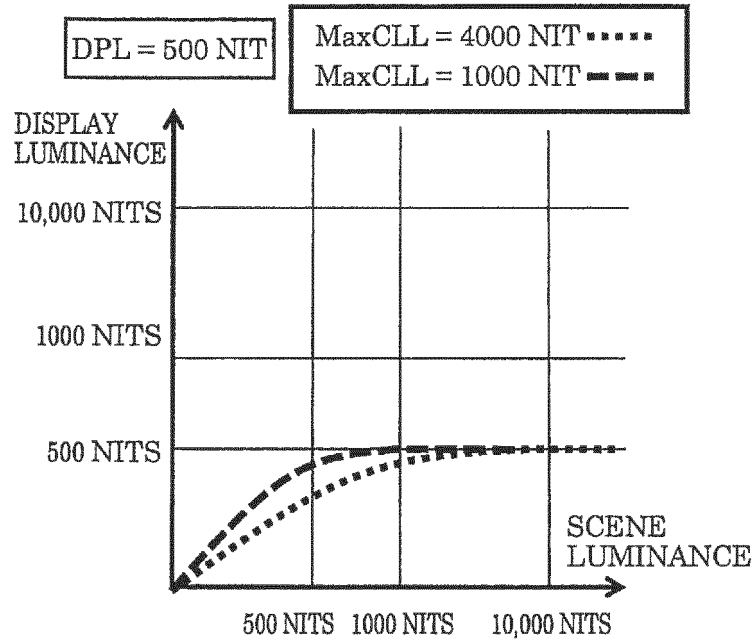 DPL = 500 NIT
MaxCLL = 4000 NIT
MaxCLL = 1000 NIT
DISPLAY
LUMINANCE
10,000 NITS
1000 NITS
500 NITS
SCENE
LUMINANCE
500 NITS 1000 NITS 10,000 NITS